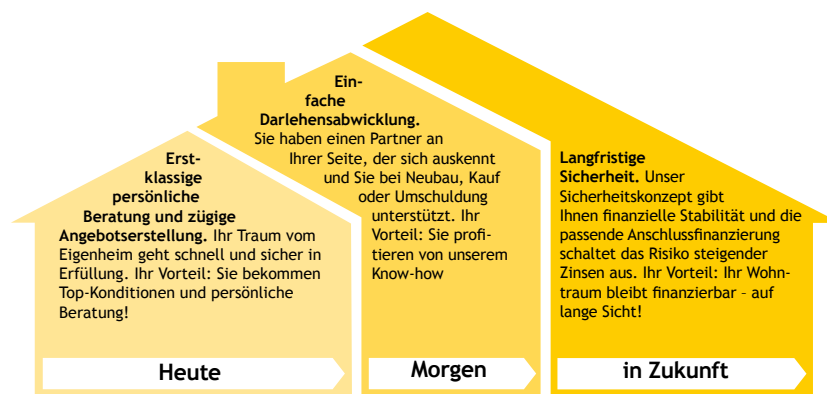 Erst-
klassige
persönliche
Beratung und zügige
Angebotserstellung. Ihr Traum vom
Eigenheim geht schnell und sicher in
Erfüllung. Ihr Vorteil: Sie bekommen
Top-Konditionen und persönliche
Beratung!
Heute
Ein-
fache
Darlehensabwicklung.
Sie haben einen Partner an
Ihrer Seite, der sich auskennt
und Sie bei Neubau, Kauf
oder Umschuldung
unterstützt. Ihr
Vorteil: Sie profi-
tieren von unserem
Know-how
Morgen
Langfristige
Sicherheit. Unser
Sicherheitskonzept gibt
Ihnen finanzielle Stabilität und die
passende Anschlussfinanzierung
schaltet das Risiko steigender
Zinsen aus. Ihr Vorteil: Ihr Wohn-
traum bleibt finanzierbar – auf
lange Sicht!
in Zukunft